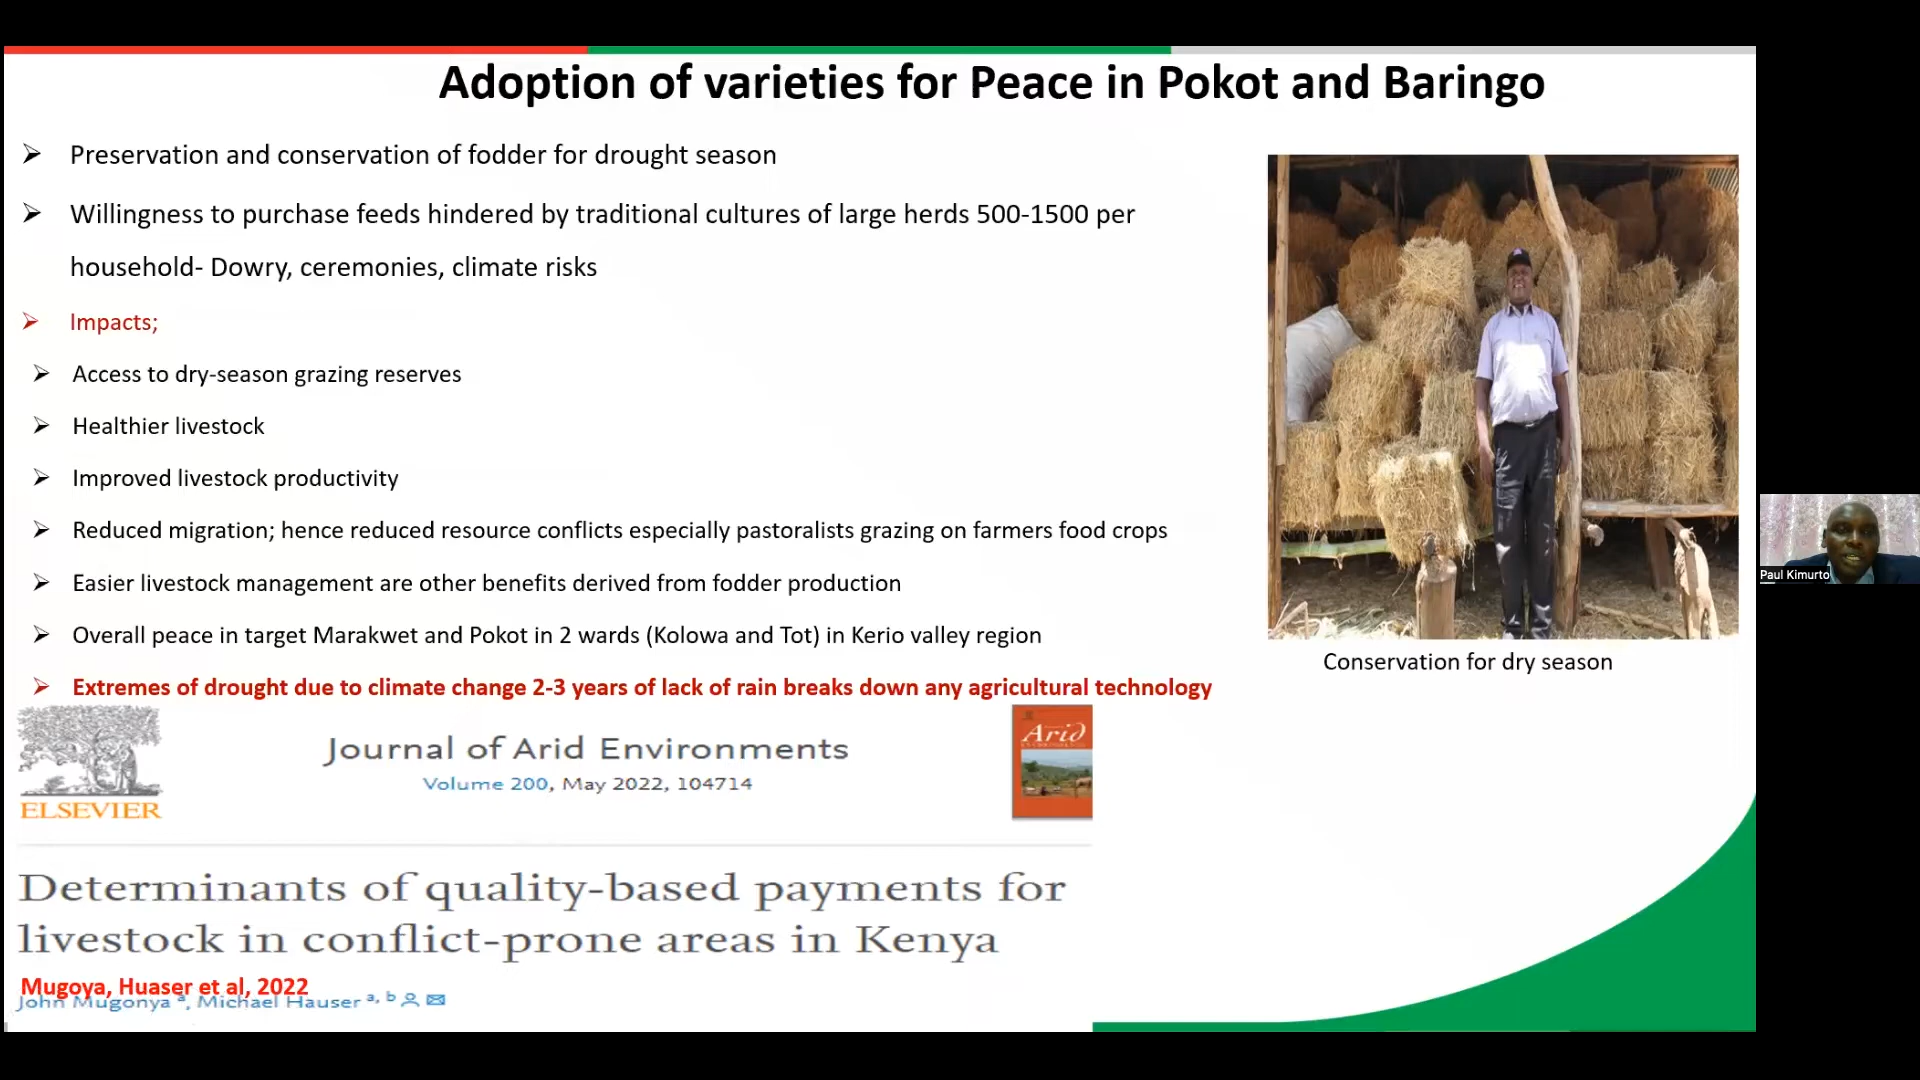 Adoption of varieties for Peace in Pokot and Baringo
Preservation and conservation of fodder for drought season
Willingness to purchase feeds hindered by traditional cultures of large herds 500-1500 per
household- Dowry, ceremonies, climate risks
Impacts;
Access to dry-season grazing reserves
Healthier livestock
Improved livestock productivity
Reduced migration; hence reduced resource conflicts especially pastoralists grazing on farmers food crops
Easier livestock management are other benefits derived from fodder production
Overall peace in target Marakwet and Pokot in 2 wards (Kolowa and Tot) in Kerio valley region
Extremes of drought due to climate change 2-3 years of lack of rain breaks down any agricultural technology
Conservation for dry season
Paul Kimurto
ELSEVIER
Journal of Arid Environments
Volume 200, May 2022, 104714
Arid
Determinants of quality-based payments for
livestock in conflict-prone areas in Kenya
Mugoya, Huaser et al, 2022
John Mugonya a, Michael Hauser a, b